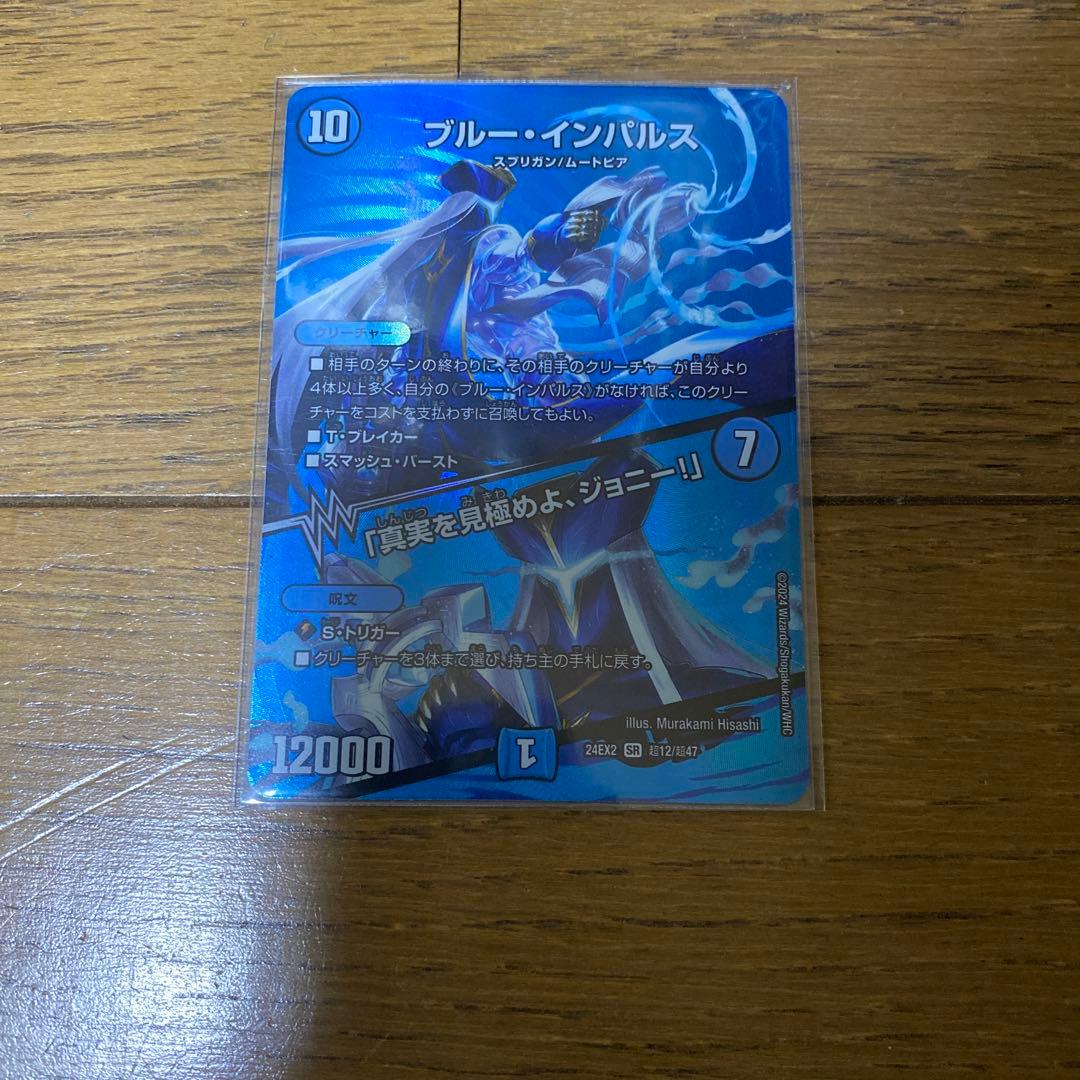 10
ブルー・インパルス
スプリガン/ムートピア
クリーチャー
■相手のターンの終わりに、その相手のクリーチャーが自分より
4体以上多く、自分の《ブルー・インパルス》がなければ、このクリー
チャーをコストを支払わずに召喚してもよい。
■T・ブレイカー
■スマッシュ・バースト
7
「真実を見極めよ、ジョニー!」
呪文
S・トリガー
■クリーチャーを3体まで選び、持ち主の手札に戻す。
©2024 Wizards/Shogakukan/WHC
illus. Murakami Hisashi
12000
1
24EX2 SR 超12/超47